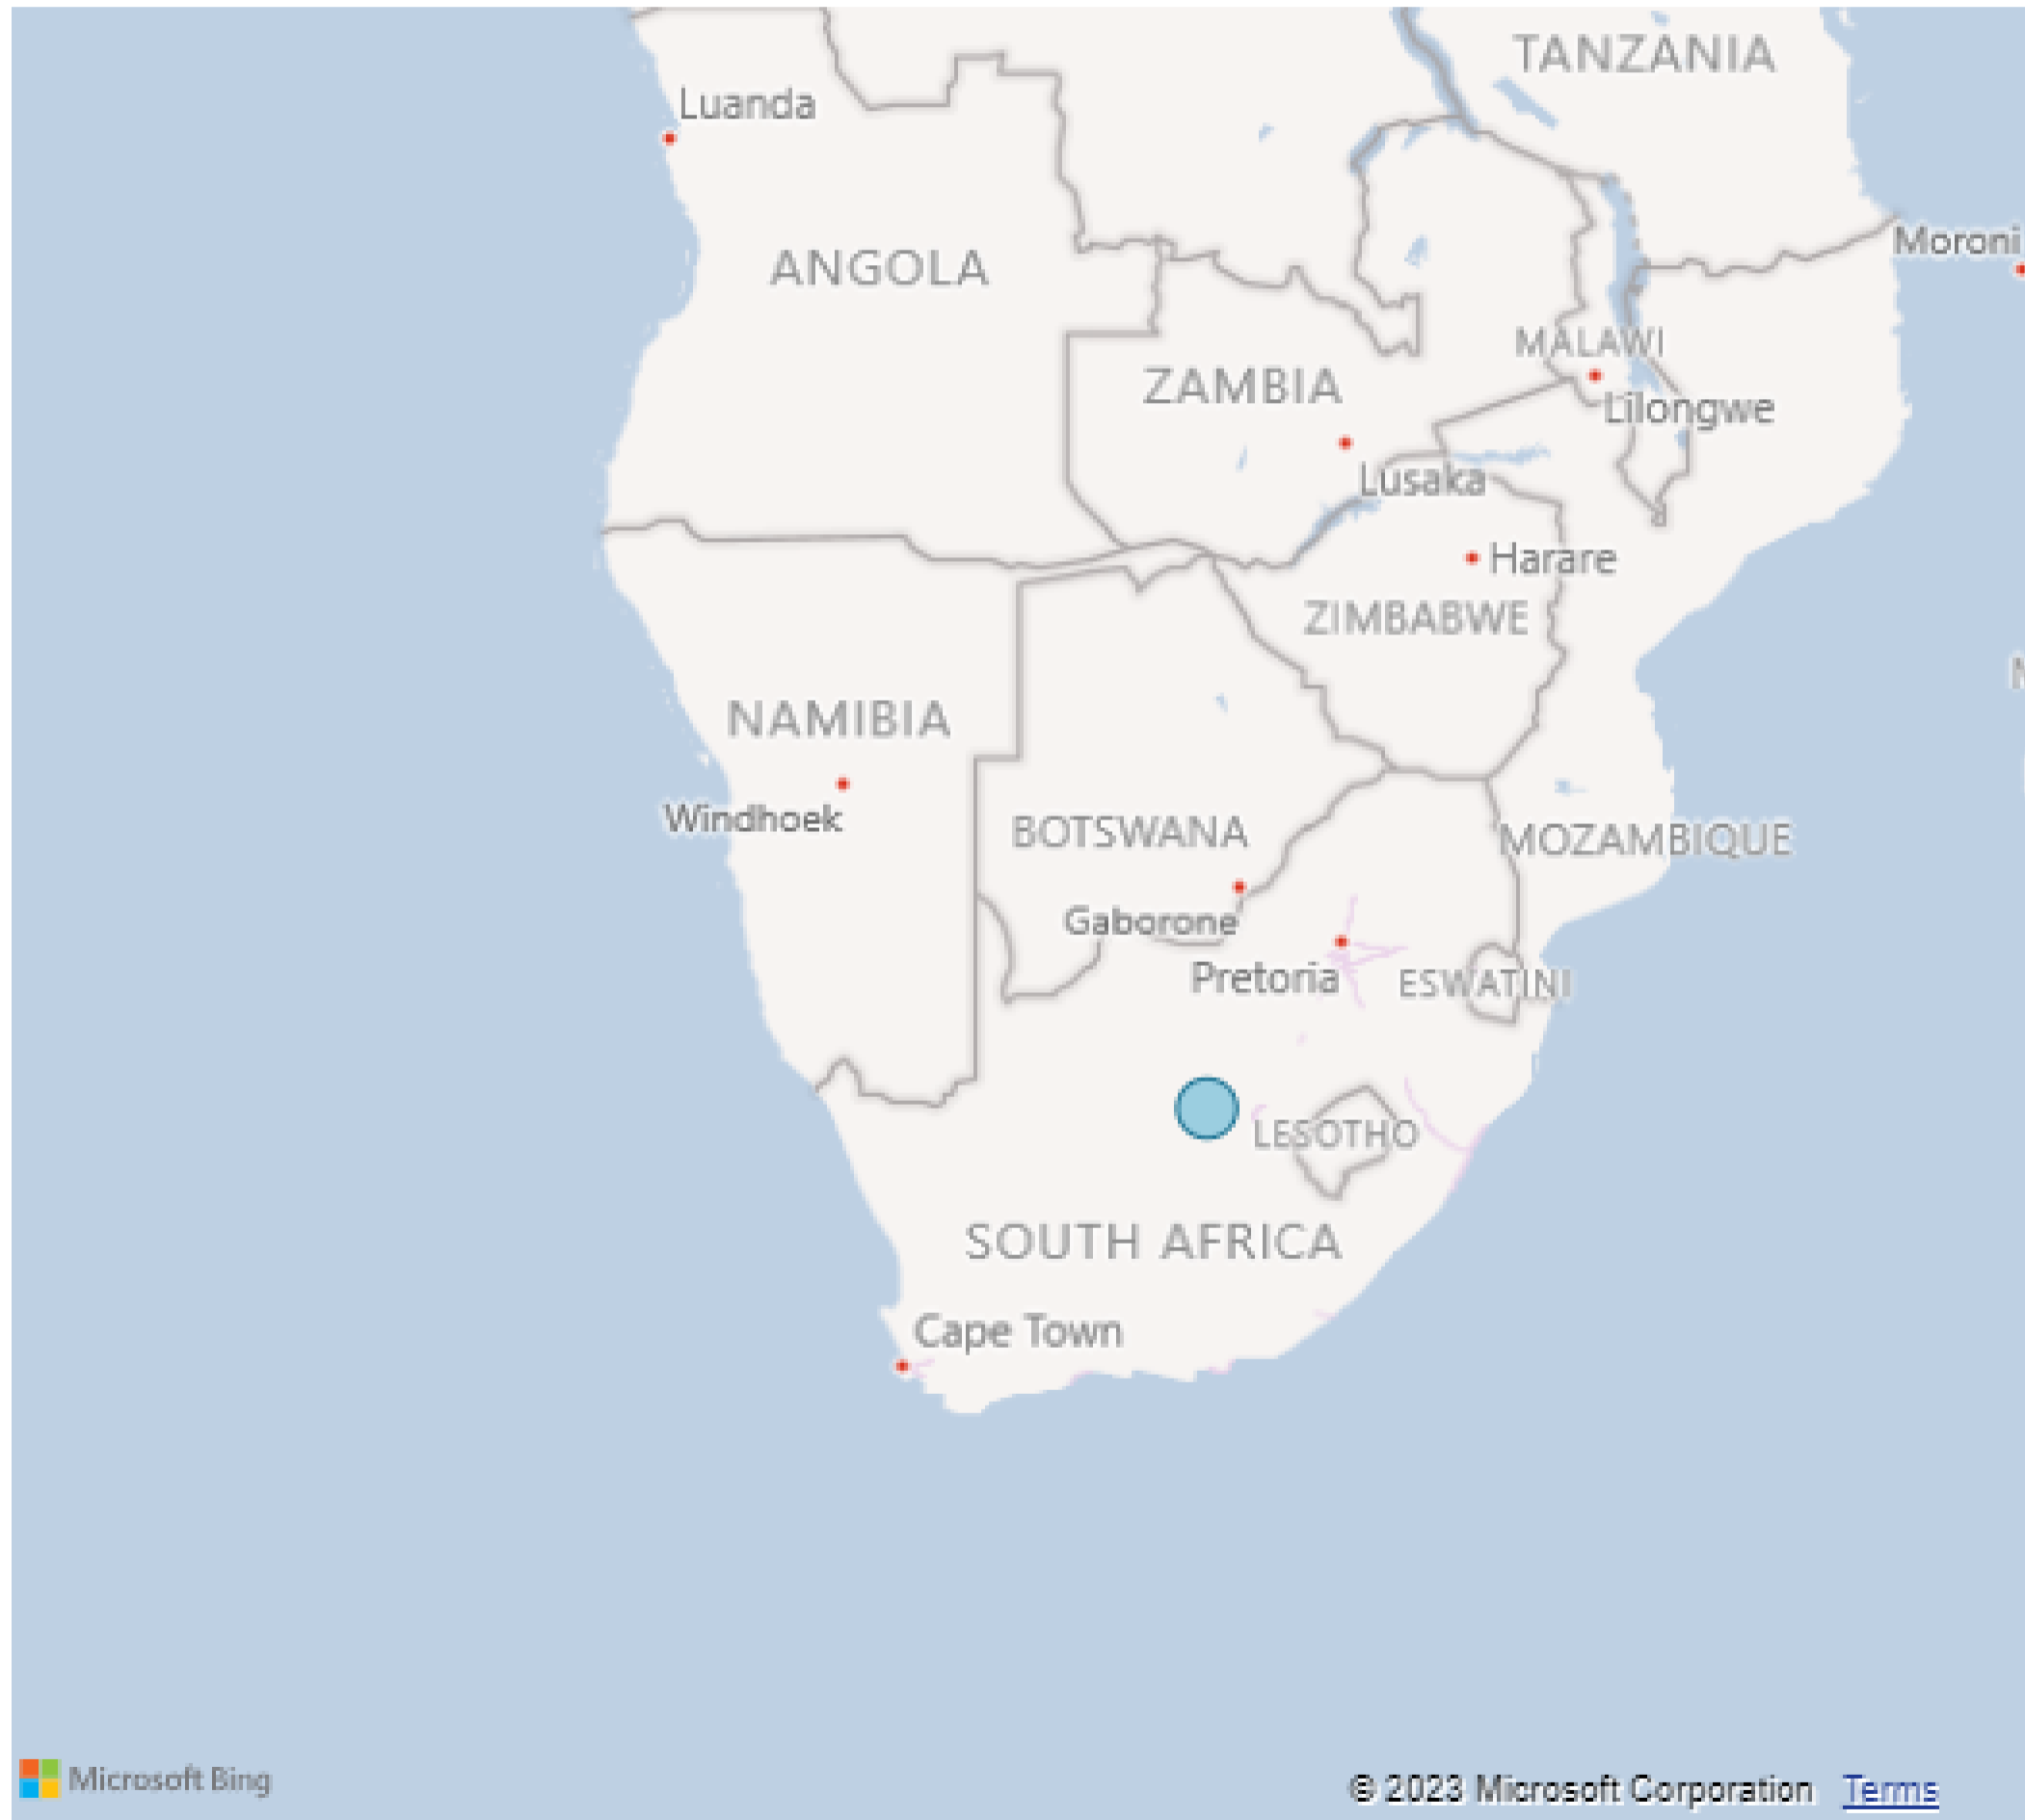 TANZANIA
Luanda
Moroni
ANGOLA
MALAWI
ZAMBIA
Lilongwe
Lusaka
Harare
ZIMBABWE
NAMIBIA
Windhoek
BOTSWANA
MOZAMBIQUE
Gaborone
Pretoria
ESWATINI
LESOTHO
SOUTH AFRICA
Cape Town
Microsoft Bing
© 2023 Microsoft Corporation Terms